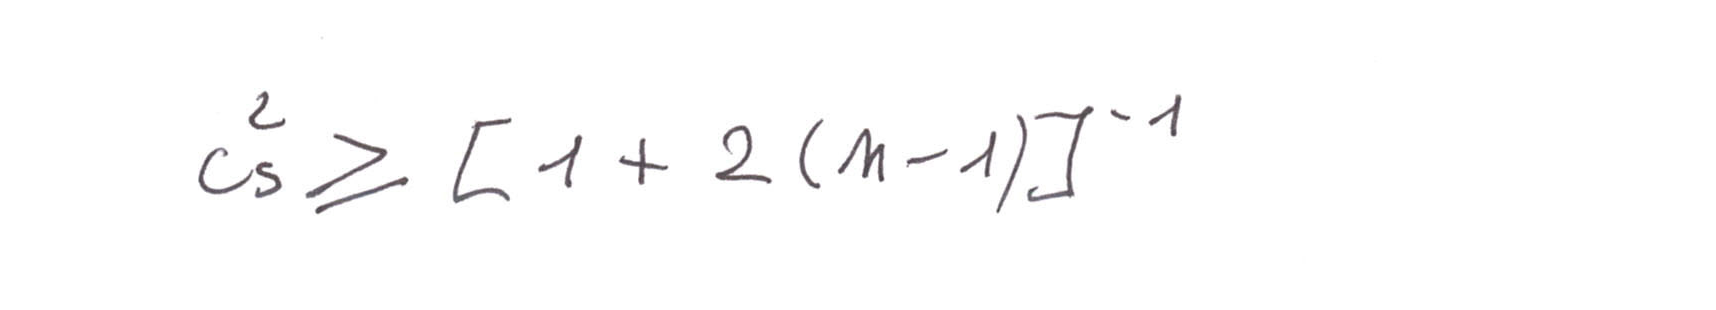 c_s^2 ≥ [1 + 2(n-1)]^{-1}